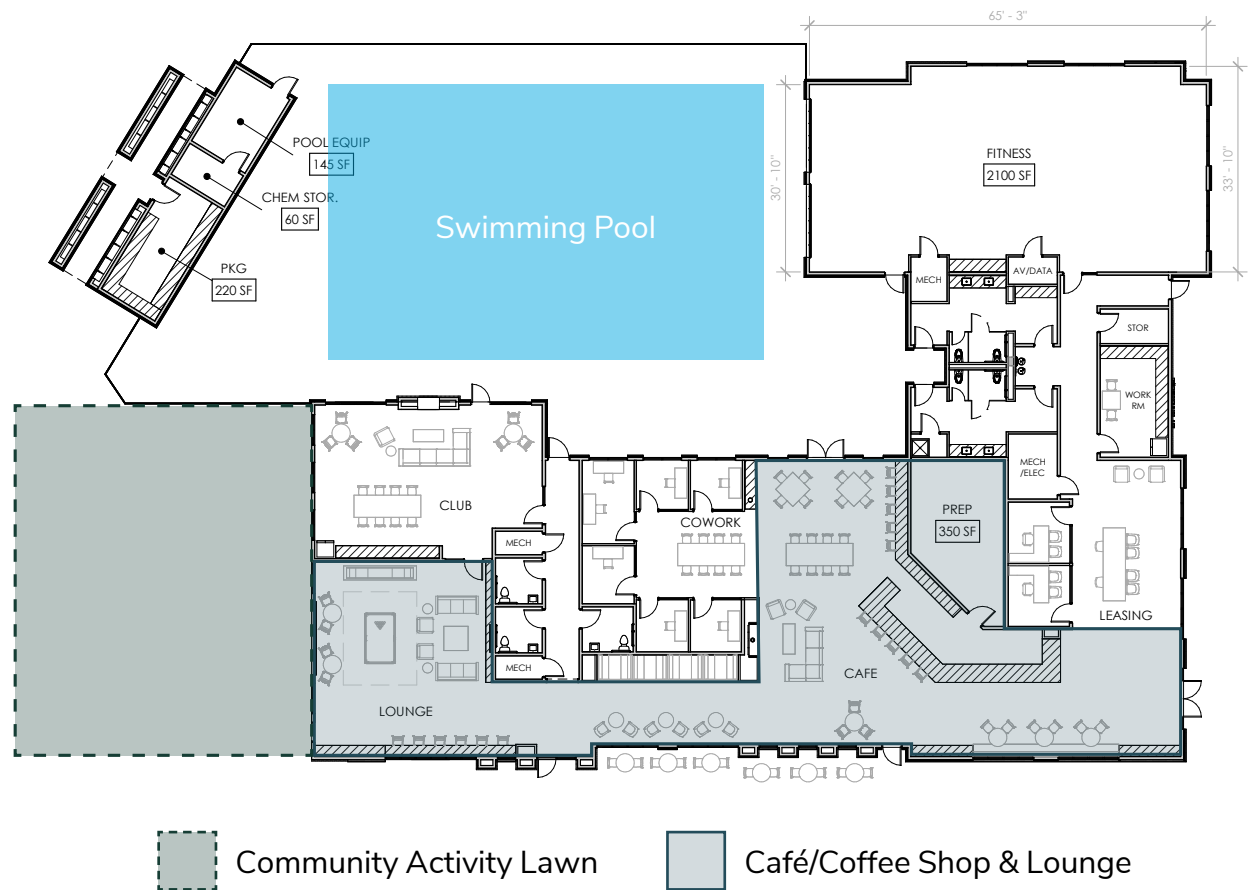 65' - 3"
30' - 10"
33' - 10"
POOL EQUIP
145 SF
CHEM STOR.
60 SF
PKG
220 SF
Swimming Pool
FITNESS
2100 SF
MECH
AV/DATA
STOR
WORK
RM
MECH
/ELEC
CLUB
MECH
COWORK
PREP
350 SF
LEASING
MECH
CAFE
LOUNGE
Community Activity Lawn
Café/Coffee Shop & Lounge